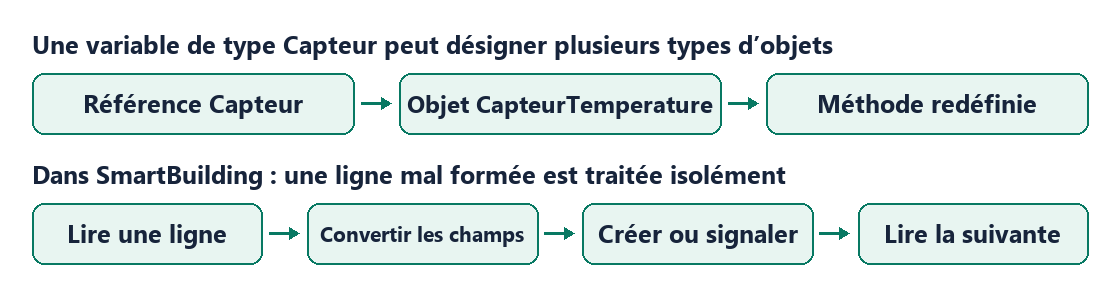 Une variable de type Capteur peut désigner plusieurs types d’objets
Référence Capteur
Objet CapteurTemperature
Méthode redéfinie
Dans SmartBuilding : une ligne mal formée est traitée isolément
Lire une ligne
Convertir les champs
Créer ou signaler
Lire la suivante